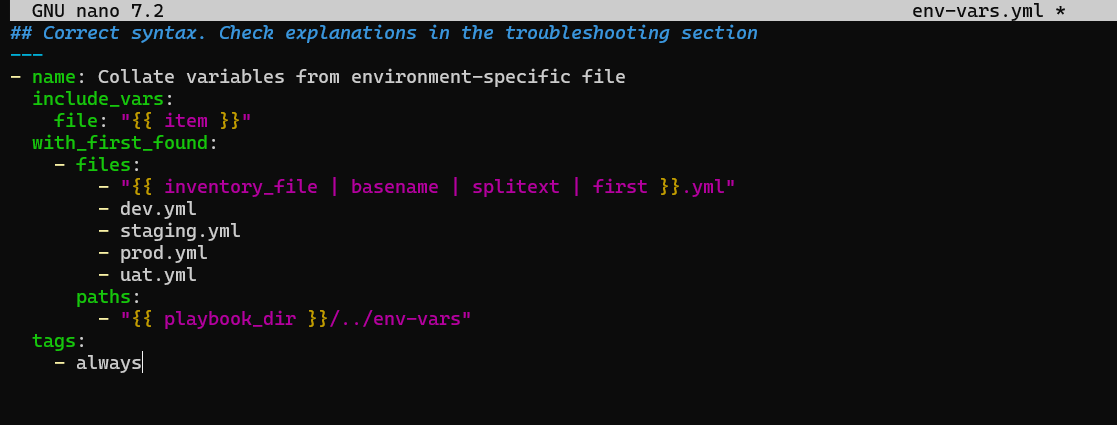 GNU nano 7.2 env-vars.yml *
## Correct syntax. Check explanations in the troubleshooting section
---
- name: Collate variables from environment-specific file
  include_vars:
    file: "{{ item }}"
  with_first_found:
    - files:
        - "{{ inventory_file | basename | splitext | first }}.yml"
        - dev.yml
        - staging.yml
        - prod.yml
        - uat.yml
      paths:
        - "{{ playbook_dir }}/../env-vars"
  tags:
    - always